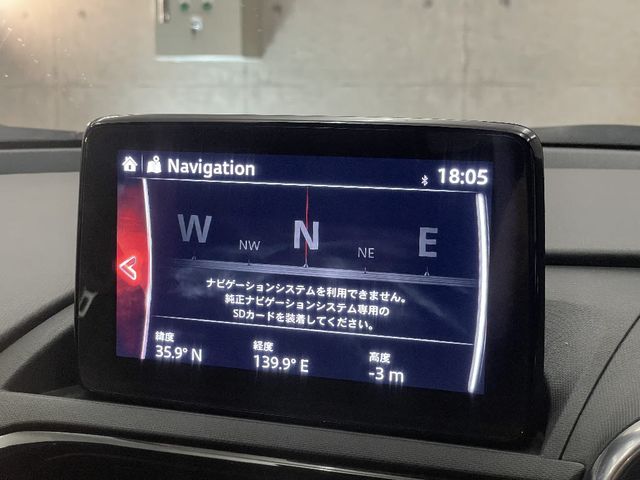 Navigation
18:05
W NW N NE E
ナビゲーションシステムを利用できません。
純正ナビゲーションシステム専用の
SDカードを装着してください。
緯度 経度 高度
35.9° N 139.9° E -3 m